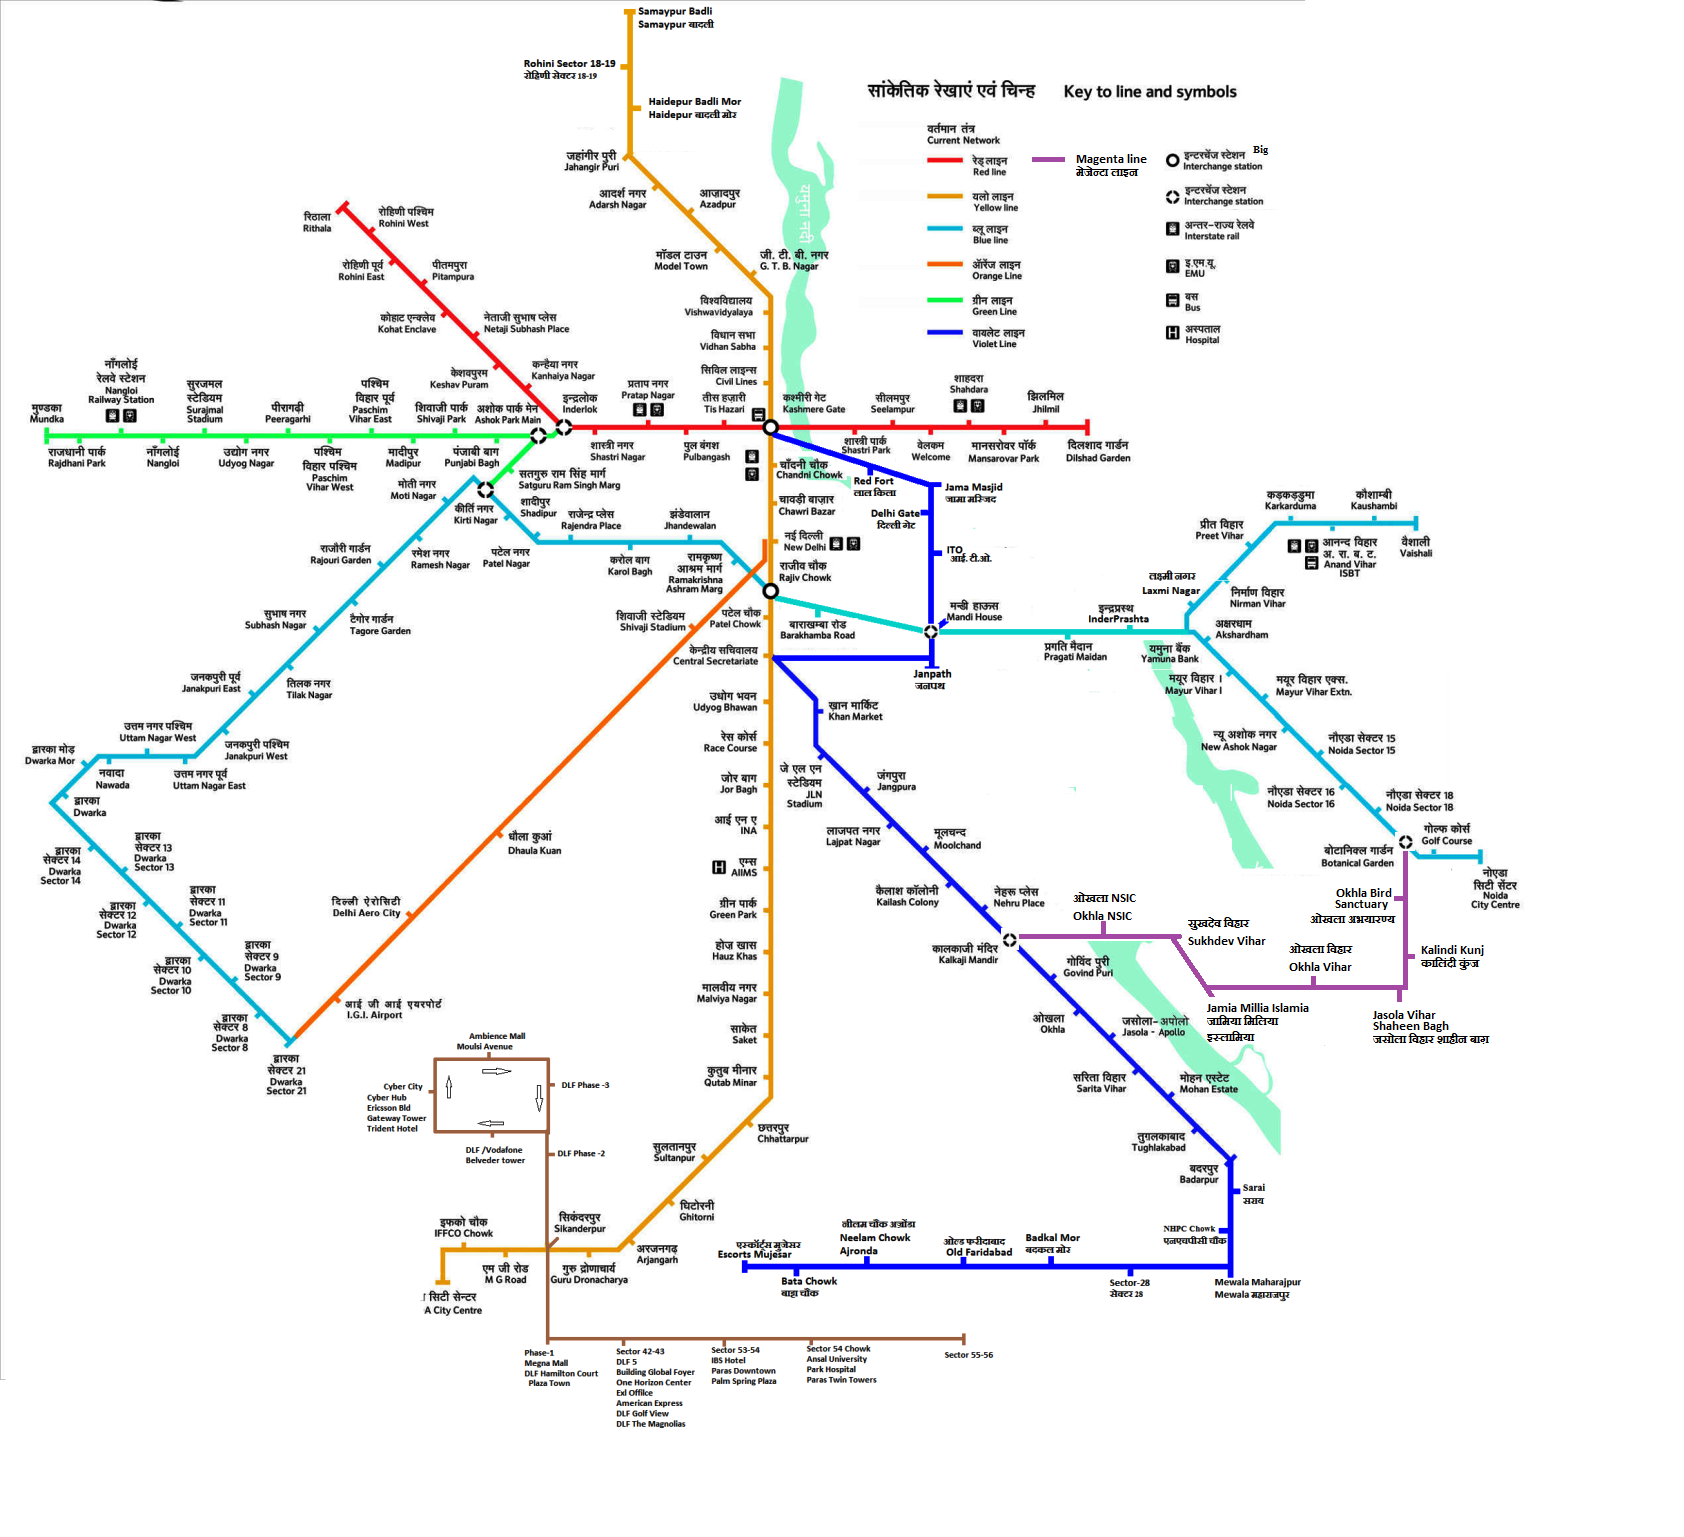 Samaypur Badli
Samaypur बादली
Rohini Sector 18-19
रोहिणी सेक्टर 18-19
Haidepur Badli Mor
Haidepur बादली मोर
सांकेतिक रेखाएं एवं चिन्ह
Key to line and symbols
वर्तमान तंत्र
Current Network
रेड् लाइन
Red line
Magenta line
मेजेन्टा लाइन
यलो लाइन
Yellow line
ब्लू लाइन
Blue line
ऑरेंज लाइन
Orange Line
ग्रीन लाइन
Green Line
वायलेट लाइन
Violet Line
इन्टरचेंज स्टेशन
Big
Interchange station
इन्टरचेंज स्टेशन
Interchange station
अन्तर-राज्य रेलवे
Interstate rail
इ.एम.यू.
EMU
बस
Bus
अस्पताल
Hospital
यमुना नदी
जहांगीर पुरी
Jahangir Puri
आदर्श नगर
Adarsh Nagar
आज़ादपुर
Azadpur
मॉडल टाउन
Model Town
जी. टी. बी. नगर
G. T. B. Nagar
विश्वविद्यालय
Vishwavidyalaya
विधान सभा
Vidhan Sabha
सिविल लाइन्स
Civil Lines
रिठाला
Rithala
रोहिणी पश्चिम
Rohini West
रोहिणी पूर्व
Rohini East
पीतमपुरा
Pitampura
कोहाट एन्क्लेव
Kohat Enclave
नेताजी सुभाष प्लेस
Netaji Subhash Place
केशवपुरम
Keshav Puram
कन्हैया नगर
Kanhaiya Nagar
इन्द्रलोक
Inderlok
शास्त्री नगर
Shastri Nagar
प्रताप नगर
Pratap Nagar
पुल बंगश
Pulbangash
तीस हज़ारी
Tis Hazari
कश्मीरी गेट
Kashmere Gate
शास्त्री पार्क
Shastri Park
सीलमपुर
Seelampur
वेलकम
Welcome
शाहदरा
Shahdara
मानसरोवर पॉर्क
Mansarovar Park
झिलमिल
Jhilmil
दिलशाद गार्डन
Dilshad Garden
मुण्डका
Mundka
राजधानी पार्क
Rajdhani Park
नाँगलोई
रेलवे स्टेशन
Nangloi
Railway Station
नाँगलोई
Nangloi
सुरजमल
स्टेडियम
Surajmal
Stadium
उद्योग नगर
Udyog Nagar
पीरागढ़ी
Peeragarhi
पश्चिम
विहार पश्चिम
Paschim
Vihar West
पश्चिम
विहार पूर्व
Paschim
Vihar East
मादीपुर
Madipur
शिवाजी पार्क
Shivaji Park
पंजाबी बाग
Punjabi Bagh
अशोक पार्क मेन
Ashok Park Main
सतगुरु राम सिंह मार्ग
Satguru Ram Singh Marg
कीर्ति नगर
Kirti Nagar
मोती नगर
Moti Nagar
शादीपुर
Shadipur
पटेल नगर
Patel Nagar
राजेन्द्र प्लेस
Rajendra Place
करोल बाग
Karol Bagh
झंडेवालान
Jhandewalan
रामकृष्ण
आश्रम मार्ग
Ramakrishna
Ashram Marg
रमेश नगर
Ramesh Nagar
राजौरी गार्डन
Rajouri Garden
टैगोर गार्डन
Tagore Garden
सुभाष नगर
Subhash Nagar
तिलक नगर
Tilak Nagar
जनकपुरी पूर्व
Janakpuri East
जनकपुरी पश्चिम
Janakpuri West
उत्तम नगर पश्चिम
Uttam Nagar West
उत्तम नगर पूर्व
Uttam Nagar East
नवादा
Nawada
द्वारका मोड़
Dwarka Mor
द्वारका
Dwarka
द्वारका
सेक्टर 14
Dwarka
Sector 14
द्वारका
सेक्टर 13
Dwarka
Sector 13
द्वारका
सेक्टर 12
Dwarka
Sector 12
द्वारका
सेक्टर 11
Dwarka
Sector 11
द्वारका
सेक्टर 10
Dwarka
Sector 10
द्वारका
सेक्टर 9
Dwarka
Sector 9
द्वारका
सेक्टर 8
Dwarka
Sector 8
द्वारका
सेक्टर 21
Dwarka
Sector 21
आई जी आई एयरपोर्ट
I.G.I. Airport
दिल्ली ऐरोसिटी
Delhi Aero City
धौला कुआं
Dhaula Kuan
शिवाजी स्टेडियम
Shivaji Stadium
चाँदनी चौक
Chandni Chowk
चावड़ी बाज़ार
Chawri Bazar
नई दिल्ली
New Delhi
राजीव चौक
Rajiv Chowk
पटेल चौक
Patel Chowk
केन्द्रीय सचिवालय
Central Secretariate
उधोग भवन
Udyog Bhawan
रेस कोर्स
Race Course
जोर बाग
Jor Bagh
आई एन ए
INA
एम्स
AIIMS
ग्रीन पार्क
Green Park
होज़ खास
Hauz Khas
मालवीय नगर
Malviya Nagar
साकेत
Saket
कुतुब मीनार
Qutab Minar
छत्तरपुर
Chhattarpur
सुलतानपुर
Sultanpur
घिटोरनी
Ghitorni
अरजनगढ़
Arjangarh
गुरु द्रोणाचार्य
Guru Dronacharya
सिकंदरपुर
Sikanderpur
एम जी रोड
M G Road
इफको चौक
IFFCO Chowk
सिटी सेन्टर
A City Centre
Red Fort
लाल किला
Jama Masjid
जामा मस्जिद
Delhi Gate
दिल्ली गेट
ITO
आई. टी.ओ.
मन्डी हाऊस
Mandi House
Janpath
जनपथ
बाराखम्बा रोड
Barakhamba Road
प्रगति मैदान
Pragati Maidan
इन्द्रप्रस्थ
InderPrashta
यमुना बैंक
Yamuna Bank
लक्ष्मी नगर
Laxmi Nagar
निर्माण विहार
Nirman Vihar
प्रीत विहार
Preet Vihar
कड़कड़डुमा
Karkarduma
आनन्द विहार
अ. रा. ब. ट.
Anand Vihar
ISBT
कौशाम्बी
Kaushambi
वैशाली
Vaishali
अक्षरधाम
Akshardham
मयूर विहार I
Mayur Vihar I
मयूर विहार एक्स.
Mayur Vihar Extn.
न्यू अशोक नगर
New Ashok Nagar
नौएडा सेक्टर 15
Noida Sector 15
नौएडा सेक्टर 16
Noida Sector 16
नौएडा सेक्टर 18
Noida Sector 18
बोटानिकल गार्डन
Botanical Garden
गोल्फ कोर्स
Golf Course
नोएडा
सिटी सेंटर
Noida
City Centre
Okhla Bird
Sanctuary
ओखला अभयारण्य
Kalindi Kunj
कालिंदी कुंज
Jasola Vihar
Shaheen Bagh
जसोला विहार शाहीन बाग
ओखला विहार
Okhla Vihar
Jamia Millia Islamia
जामिया मिलिया
इस्लामिया
सुखदेव विहार
Sukhdev Vihar
ओखला NSIC
Okhla NSIC
ख़ान मार्किट
Khan Market
जे एल एन
स्टेडियम
JLN
Stadium
जंगपुरा
Jangpura
लाजपत नगर
Lajpat Nagar
मूलचन्द
Moolchand
कैलाश कॉलोनी
Kailash Colony
नेहरू प्लेस
Nehru Place
कालकाजी मंदिर
Kalkaji Mandir
गोविंद पुरी
Govind Puri
ओखला
Okhla
जसोला- अपोलो
Jasola - Apollo
सरिता विहार
Sarita Vihar
मोहन एस्टेट
Mohan Estate
तुग़लकाबाद
Tughlakabad
बदरपुर
Badarpur
Sarai
सराय
NHPC Chowk
एनएचपीसी चौंक
Mewala Maharajpur
Mewala महाराजपुर
Sector-28
सेक्टर 28
Badkal Mor
बदकल मोर
ओल्ड फरीदाबाद
Old Faridabad
नीलम चौंक अज़ोंडा
Neelam Chowk
Ajronda
Bata Chowk
बाट्टा चौंक
एस्कॉर्ट्स मुजेसर
Escorts Mujesar
Ambience Mall
Moulsi Avenue
DLF Phase -3
DLF Phase -2
Cyber City
Cyber Hub
Ericsson Bld
Gateway Tower
Trident Hotel
DLF /Vodafone
Belveder tower
Phase-1
Megna Mall
DLF Hamilton Court
Plaza Town
Sector 42-43
DLF 5
Building Global Foyer
One Horizon Center
Exl Offilce
American Express
DLF Golf View
DLF The Magnolias
Sector 53-54
IBS Hotel
Paras Downtown
Palm Spring Plaza
Sector 54 Chowk
Ansal University
Park Hospital
Paras Twin Towers
Sector 55-56